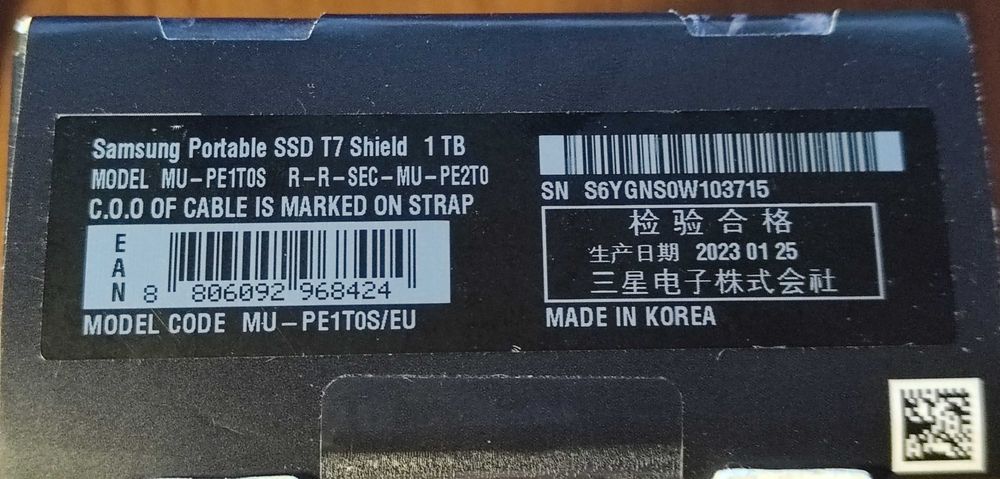 Samsung Portable SSD T7 Shield 1 TB
MODEL MU-PE1T0S R-R-SEC-MU-PE2T0
C.O.O OF CABLE IS MARKED ON STRAP
EAN
8 806092 968424
MODEL CODE MU-PE1T0S/EU
SN S6YGNS0W103715
检验合格
生产日期 2023 01 25
三星电子株式会社
MADE IN KOREA